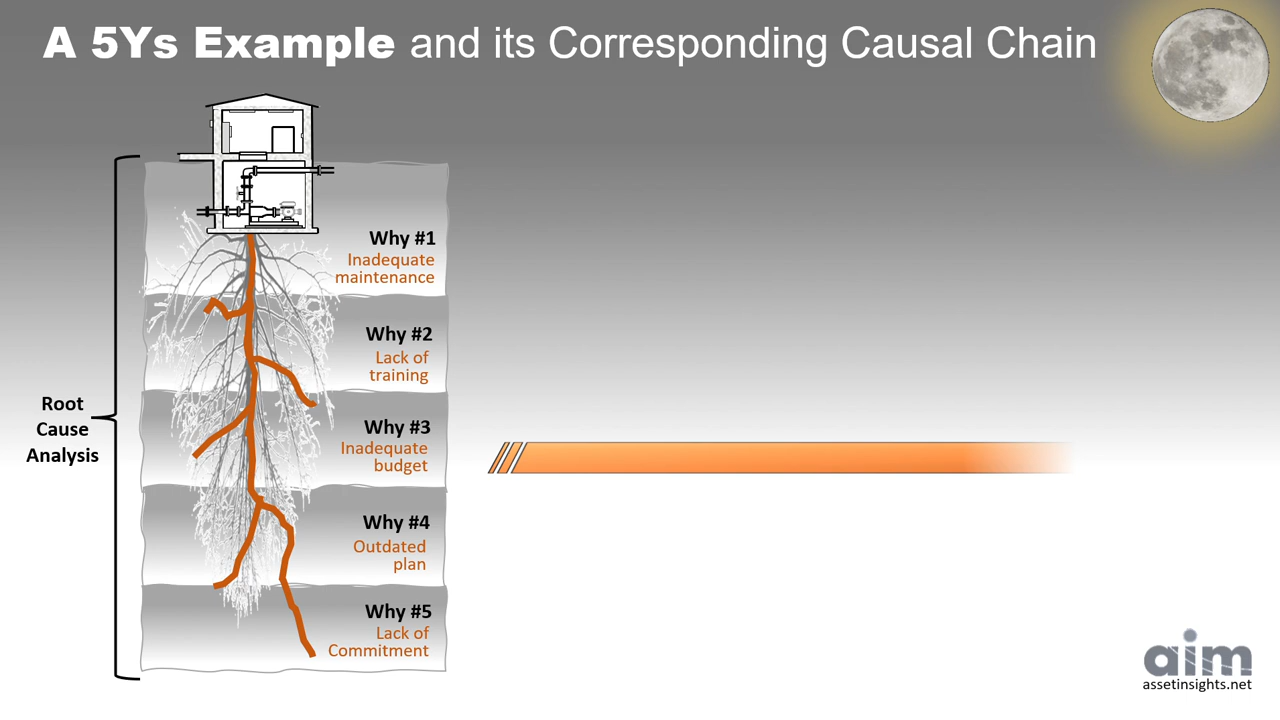 A 5Ys Example and its Corresponding Causal Chain
Why #1
Inadequate
maintenance
Why #2
Lack of
training
Root
Cause
Analysis
Why #3
Inadequate
budget
Why #4
Outdated
plan
Why #5
Lack of
Commitment
aim
assetinsights.net